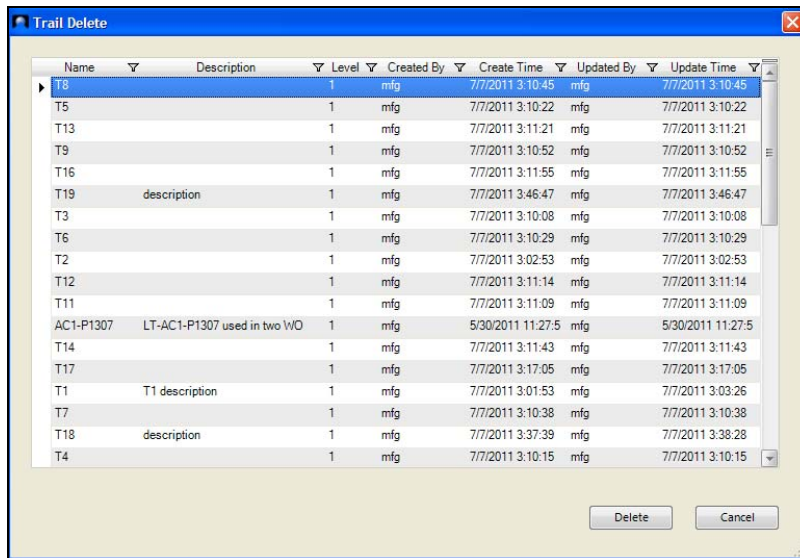 Trail Delete
Name Description Level Created By Create Time Updated By Update Time
T8 1 mfg 7/7/2011 3:10:45 mfg 7/7/2011 3:10:45
T5 1 mfg 7/7/2011 3:10:22 mfg 7/7/2011 3:10:22
T13 1 mfg 7/7/2011 3:11:21 mfg 7/7/2011 3:11:21
T9 1 mfg 7/7/2011 3:10:52 mfg 7/7/2011 3:10:52
T16 1 mfg 7/7/2011 3:11:55 mfg 7/7/2011 3:11:55
T19 description 1 mfg 7/7/2011 3:46:47 mfg 7/7/2011 3:46:47
T3 1 mfg 7/7/2011 3:10:08 mfg 7/7/2011 3:10:08
T6 1 mfg 7/7/2011 3:10:29 mfg 7/7/2011 3:10:29
T2 1 mfg 7/7/2011 3:02:53 mfg 7/7/2011 3:02:53
T12 1 mfg 7/7/2011 3:11:14 mfg 7/7/2011 3:11:14
T11 1 mfg 7/7/2011 3:11:09 mfg 7/7/2011 3:11:09
AC1-P1307 LT-AC1-P1307 used in two WO 1 mfg 5/30/2011 11:27:5 mfg 5/30/2011 11:27:5
T14 1 mfg 7/7/2011 3:11:43 mfg 7/7/2011 3:11:43
T17 1 mfg 7/7/2011 3:17:05 mfg 7/7/2011 3:17:05
T1 T1 description 1 mfg 7/7/2011 3:01:53 mfg 7/7/2011 3:03:26
T7 1 mfg 7/7/2011 3:10:38 mfg 7/7/2011 3:10:38
T18 description 1 mfg 7/7/2011 3:37:39 mfg 7/7/2011 3:38:28
T4 1 mfg 7/7/2011 3:10:15 mfg 7/7/2011 3:10:15
Delete Cancel